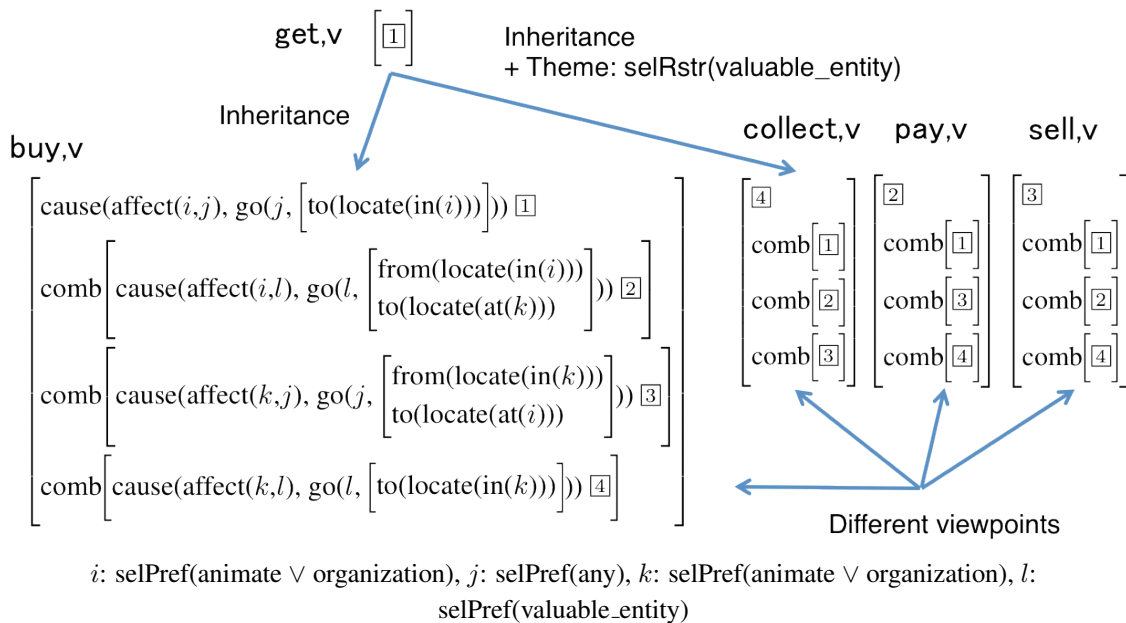 get,v [1]
Inheritance
+ Theme: selRstr(valuable_entity)
Inheritance
buy,v
cause(affect(i,j), go(j, [to(locate(in(i)))])) 1
comb[cause(affect(i,l), go(l, [from(locate(in(i)))
to(locate(at(k)))])) 2]
comb[cause(affect(k,j), go(j, [from(locate(in(k)))
to(locate(at(i)))])) 3]
comb[cause(affect(k,l), go(l, [to(locate(in(k)))])) 4]
collect,v
4
comb[1]
comb[2]
comb[3]
pay,v
2
comb[1]
comb[3]
comb[4]
sell,v
3
comb[1]
comb[2]
comb[4]
Different viewpoints
i: selPref(animate ∨ organization), j: selPref(any), k: selPref(animate ∨ organization), l:
selPref(valuable_entity)